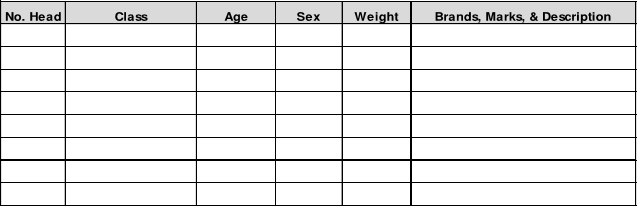 No. Head Class Age Sex Weight Brands, Marks, & Description